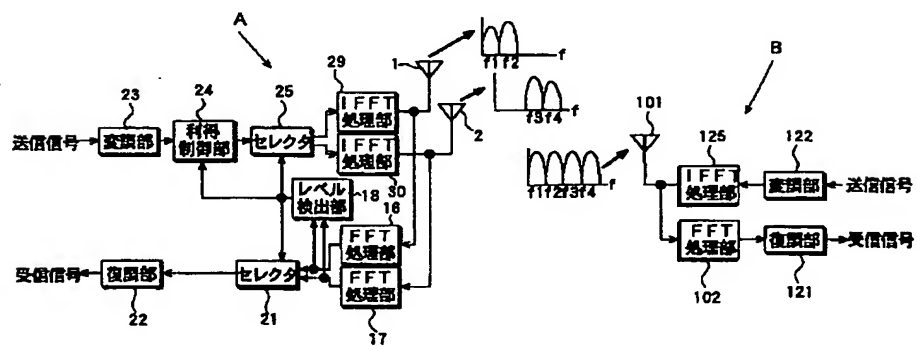 A
B
23
24
25
29
1
送信信号
変調部
利得
制御部
セレクタ
IFFT
処理部
IFFT
処理部
30
2
f1 f2
f
f3 f4
f
レベル
検出部
18
16
FFT
処理部
FFT
処理部
17
受信信号
復調部
22
セレクタ
21
f1 f2 f3 f4
f
101
125
122
IFFT
処理部
変調部
送信信号
FFT
処理部
復調部
受信信号
102
121